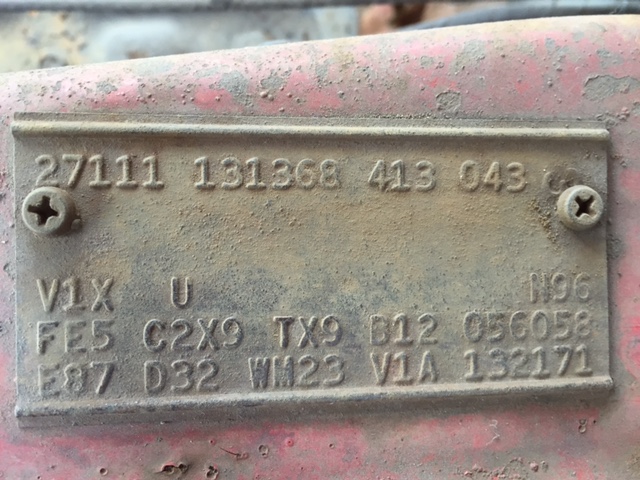 27111 131368 413 043
V1X U N96
FE5 C2X9 TX9 B12 056058
E87 D32 WM23 V1A 132171